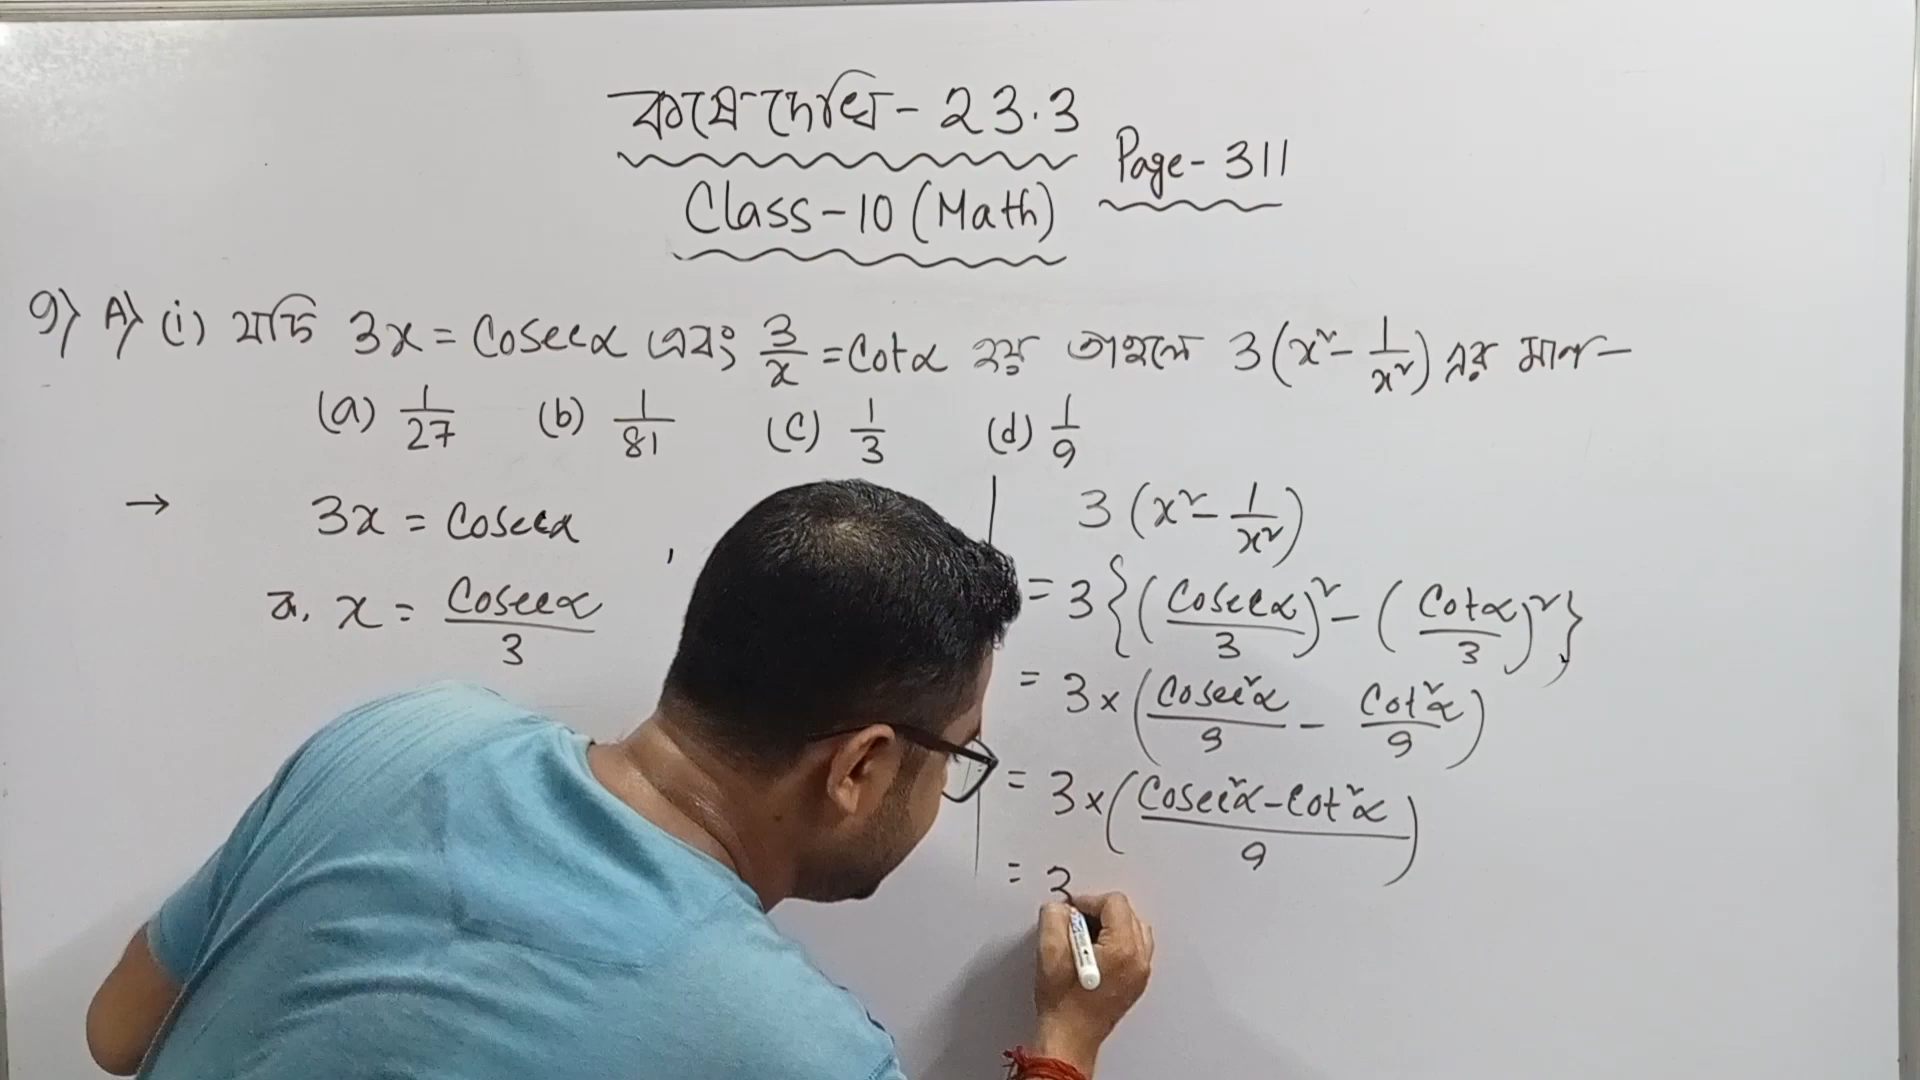 কষে দেখি - 23.3
Page - 311
Class - 10 (Math)
9) A) (i) যদি 3x = Cosecα এবং 3/x = Cotα হয় তাহলে 3(x² - 1/x²) এর মান -
(a) 1/27 (b) 1/81 (c) 1/3 (d) 1/9
→ 3x = Cosecα ,
বা, x = Cosecα/3
3(x² - 1/x²)
= 3{(Cosecα/3)² - (Cotα/3)²}
= 3 × (Cosec²α/9 - Cot²α/9)
= 3 × (Cosec²α - Cot²α/9)
= 3